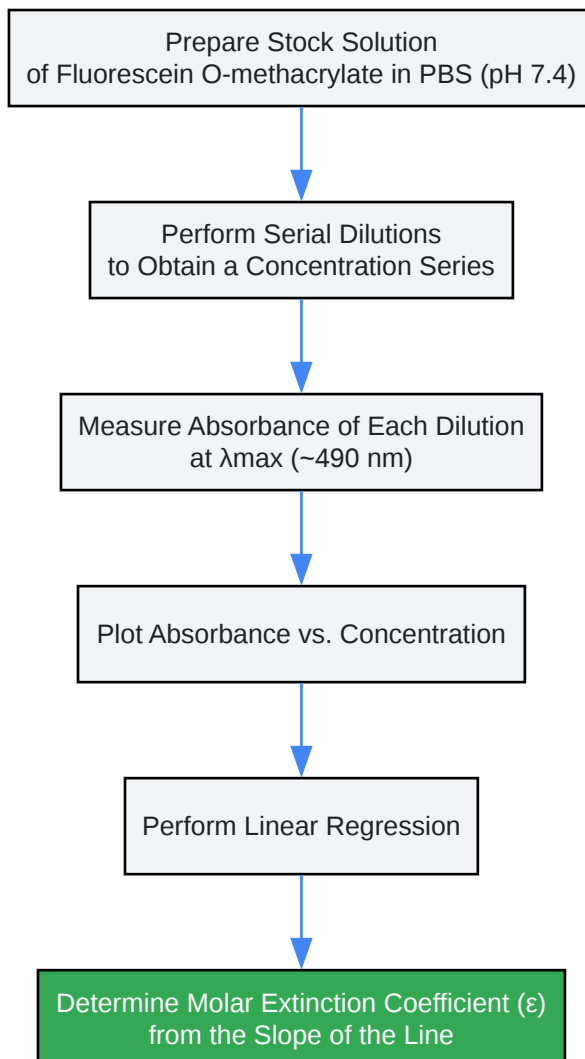 Prepare Stock Solution
of Fluorescein O-methacrylate in PBS (pH 7.4)
Perform Serial Dilutions
to Obtain a Concentration Series
Measure Absorbance of Each Dilution
at λmax (~490 nm)
Plot Absorbance vs. Concentration
Perform Linear Regression
Determine Molar Extinction Coefficient (ε)
from the Slope of the Line